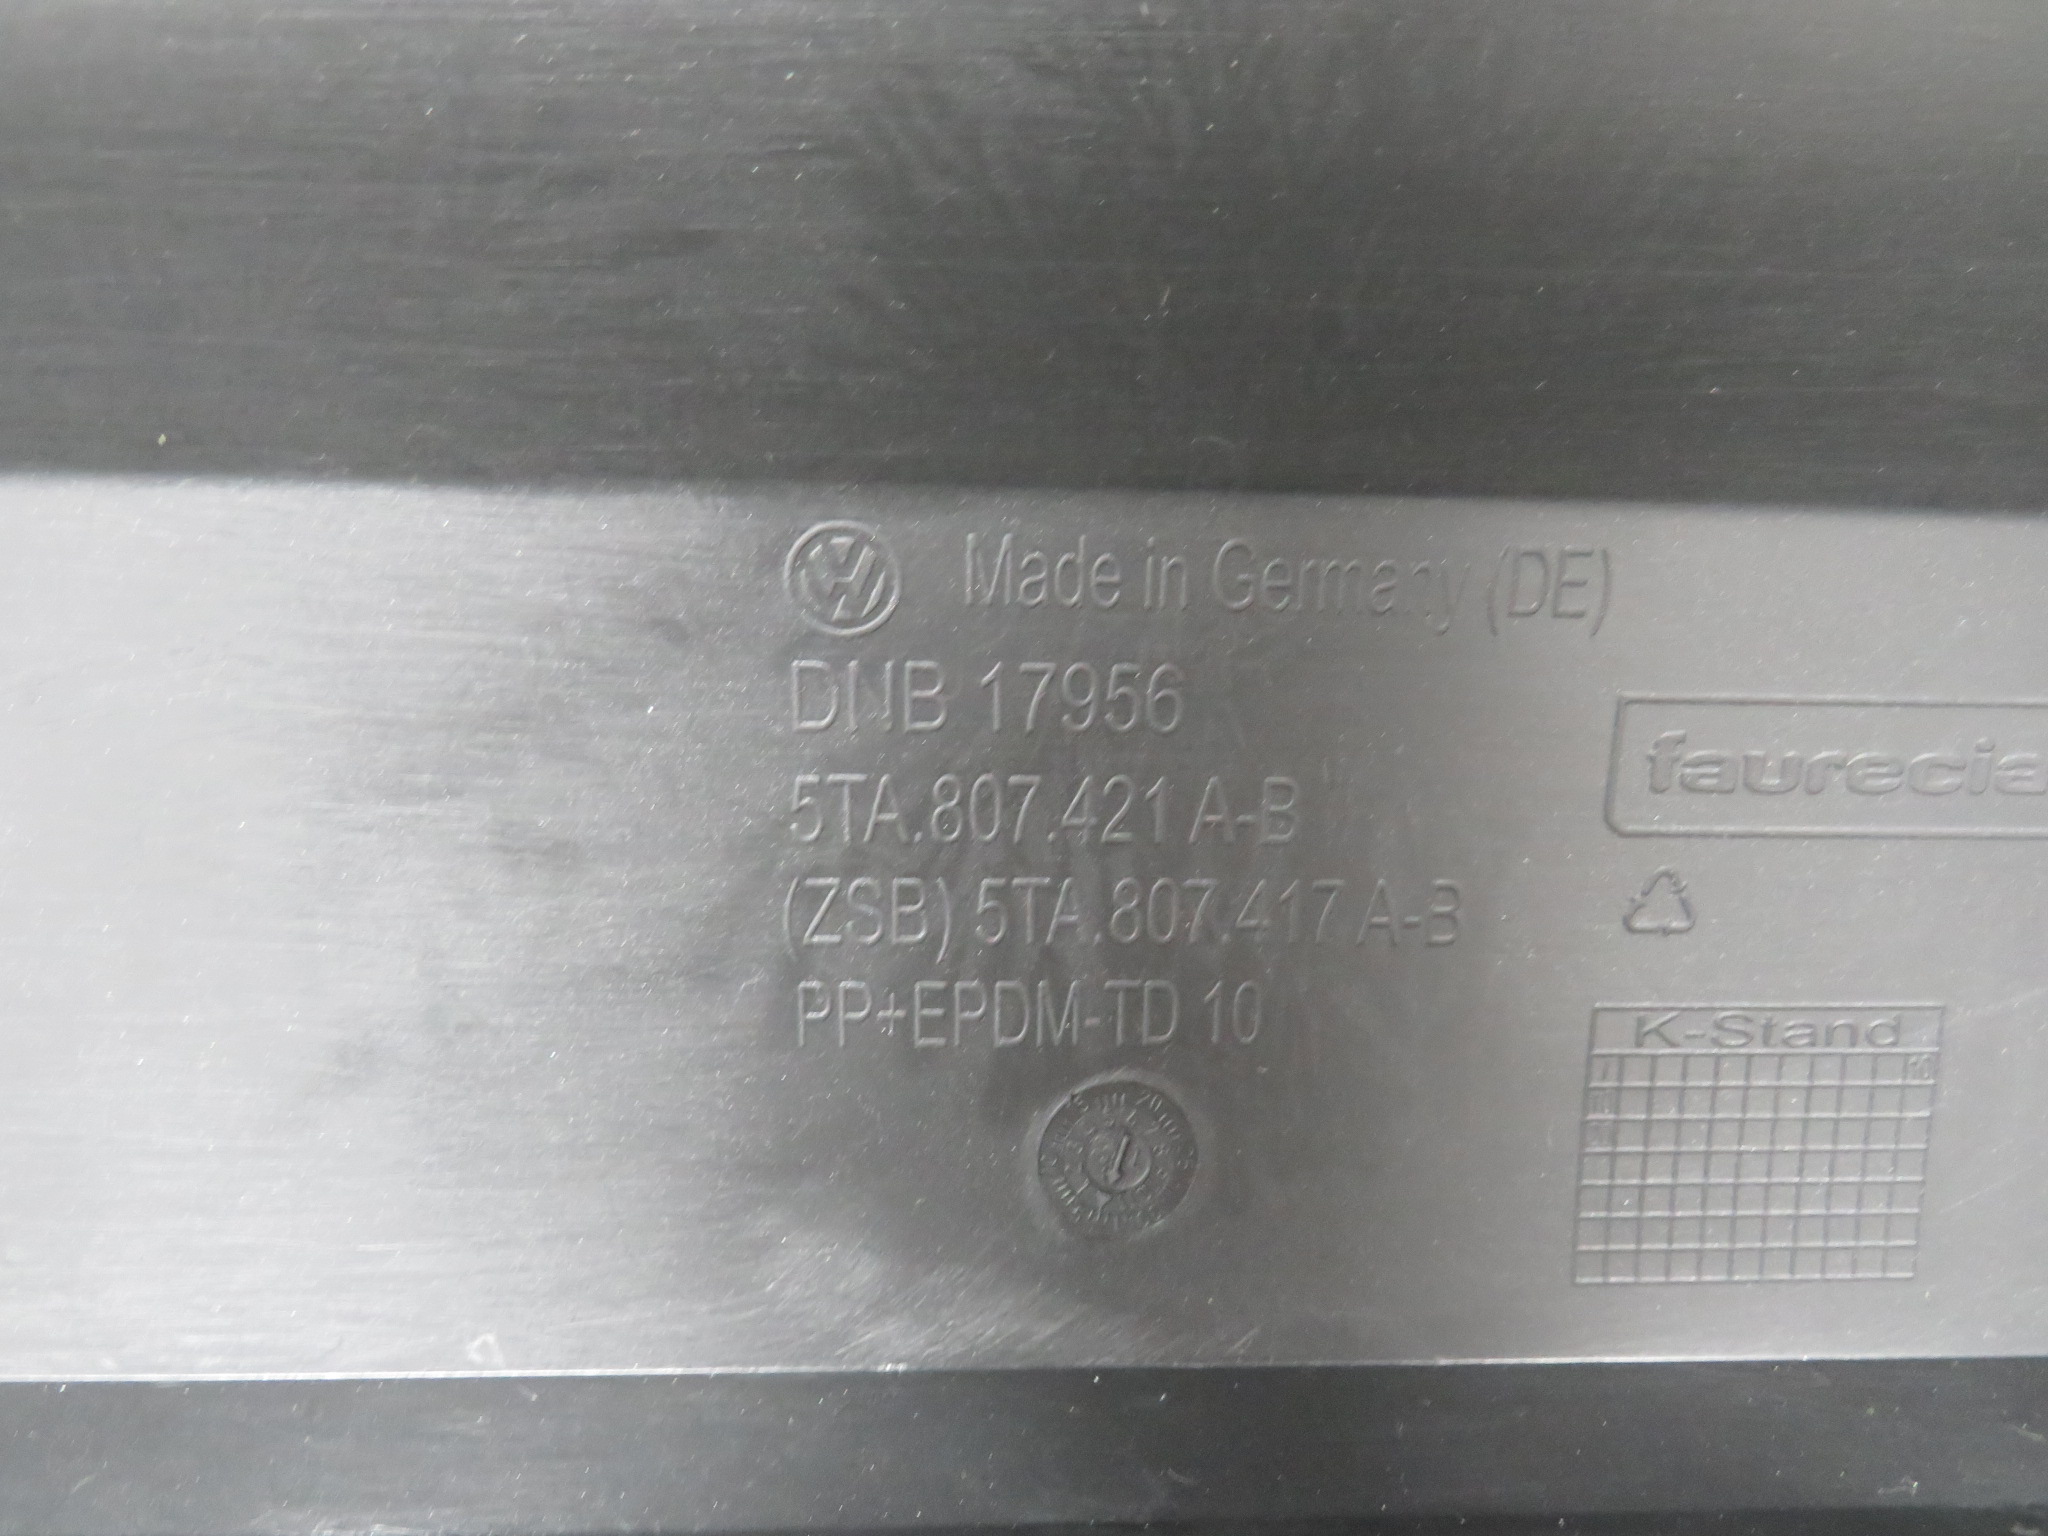 Made in Germany (DE)
DNB 17956
5TA.807.421 A-B
(ZSB) 5TA.807.417 A-B
PP+EPDM-TD 10
faurecia
K-Stand
10